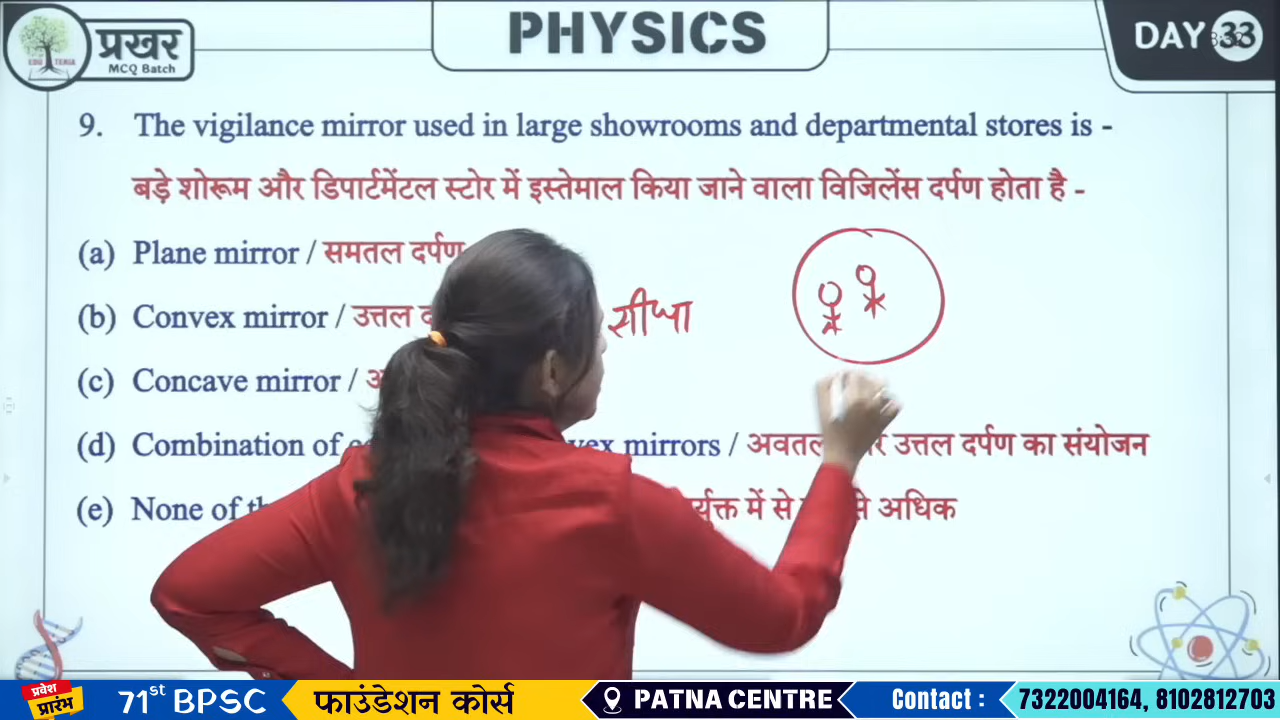 प्रखर
MCQ Batch
EDU TERIA
PHYSICS
DAY 33
9. The vigilance mirror used in large showrooms and departmental stores is -
बड़े शोरूम और डिपार्टमेंटल स्टोर में इस्तेमाल किया जाने वाला विजिलेंस दर्पण होता है -
(a) Plane mirror / समतल दर्पण
(b) Convex mirror / उत्तल
सीधा
(c) Concave mirror /
(d) Combination of mirrors / अवतल उत्तल दर्पण का संयोजन
(e) None of में से से अधिक
प्रवेश
प्रारंभ
71st BPSC
फाउंडेशन कोर्स
PATNA CENTRE
Contact : 7322004164, 8102812703